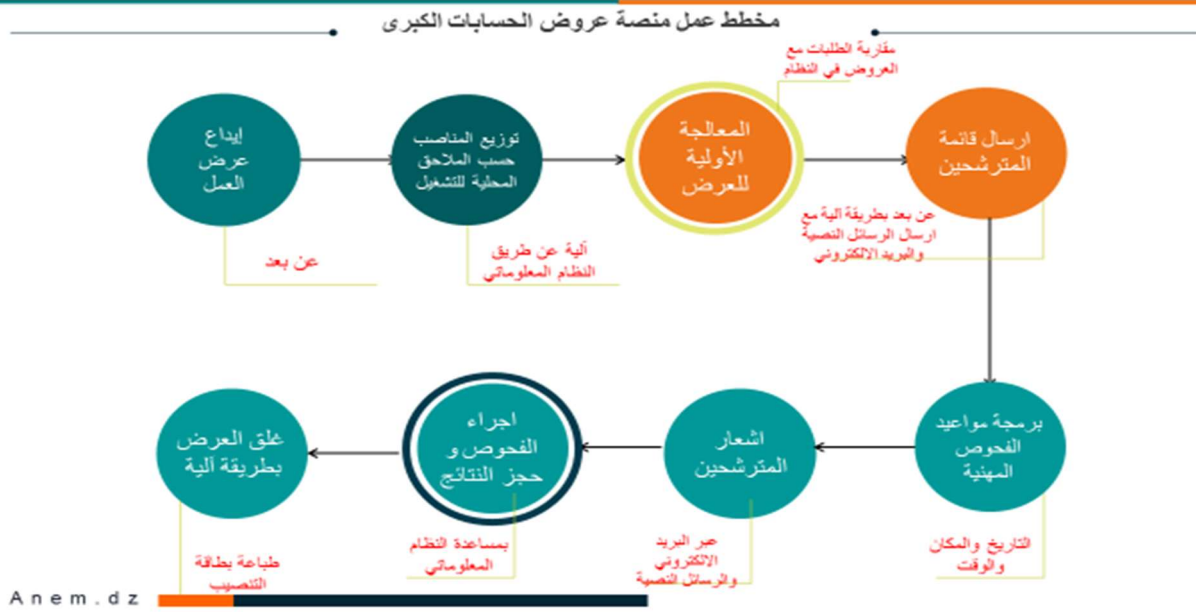 مخطط عمل منصة عروض الحسابات الكبرى
إيداع
عرض
العمل
عن بعد
توزيع المناصب
حسب الملاحق
المحلية للتشغيل
ألية عن طريق
النظام المعلوماتي
المعالجة
الأولية
للعرض
مقاربة الطلبات مع
العروض في النظام
ارسال قائمة
المترشحين
عن بعد بطريقة ألية مع
ارسال الرسائل النصية
والبريد الالكتروني
برمجة مواعيد
الفحوص
المهنية
التاريخ والمكان
والوقت
اشعار
المترشحين
عبر البريد
الالكتروني
والرسائل النصية
اجراء
الفحوص و
حجز النتائج
بمساعدة النظام
المعلوماتي
غلق العرض
بطريقة ألية
طباعة بطاقة
التنصيب
Anem.dz